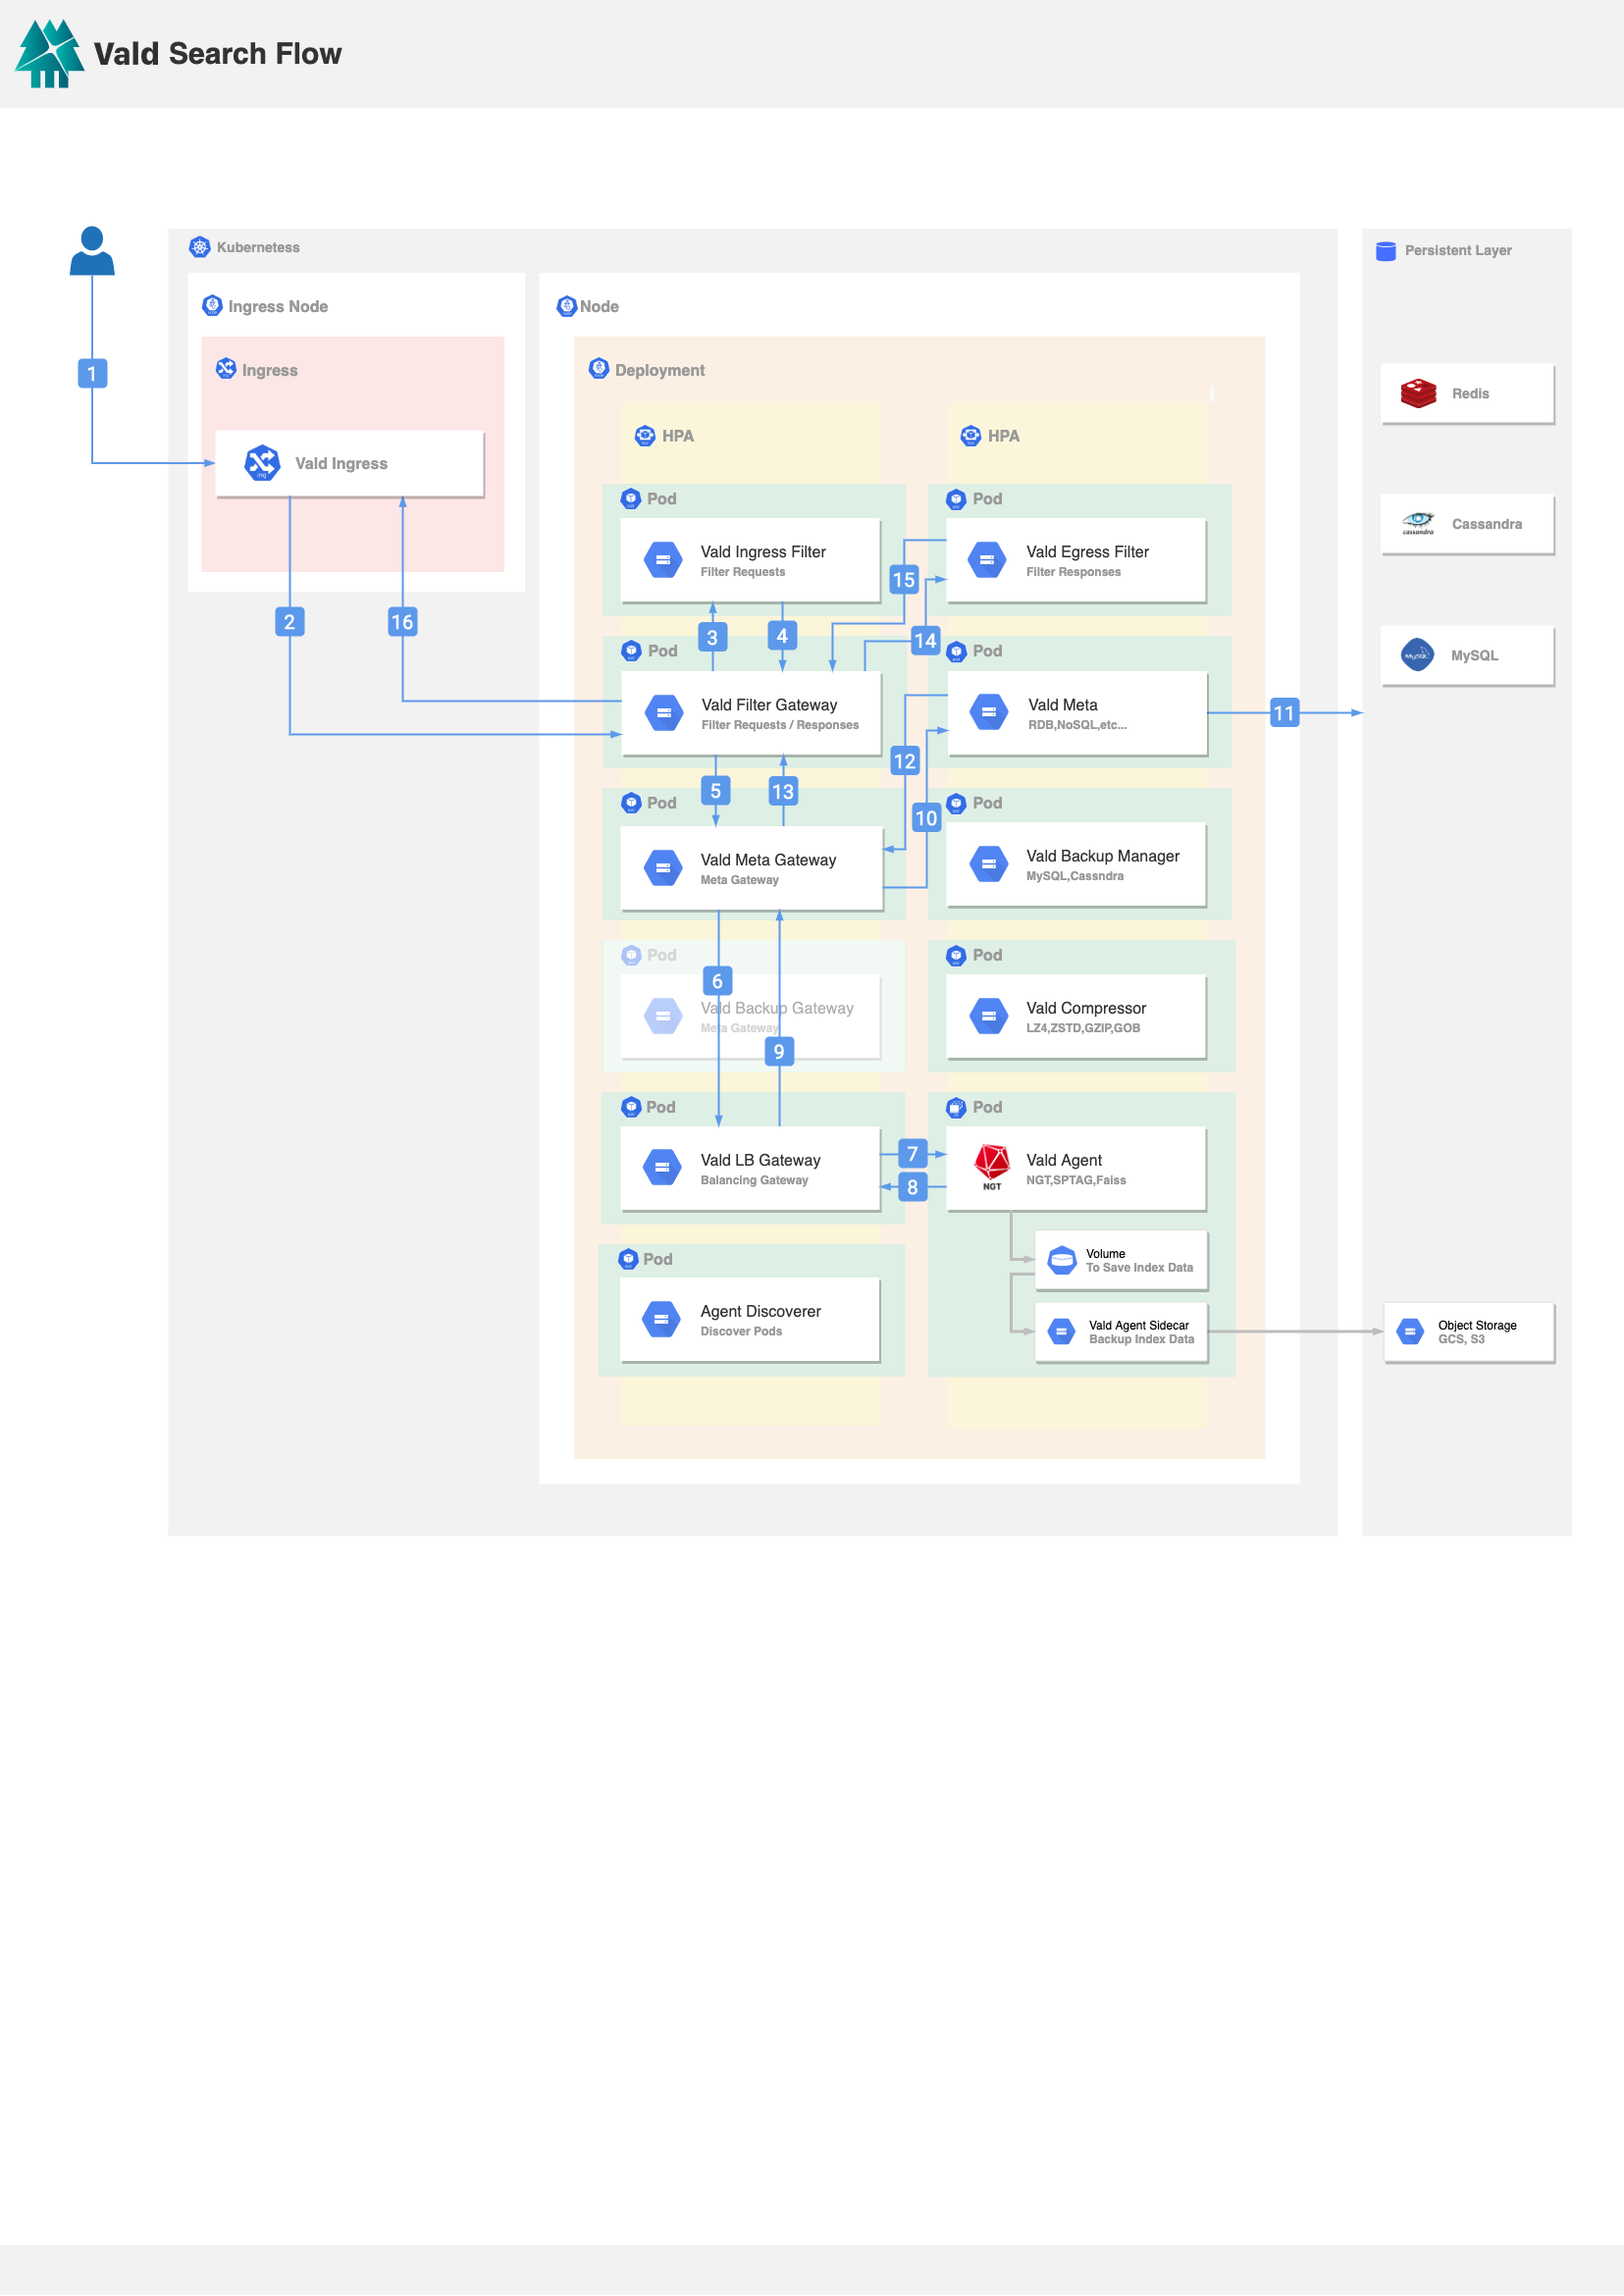 Vald Search Flow
Kubernetess
Persistent Layer
Ingress Node
Node
Ingress
Deployment
1
Redis
HPA
HPA
Vald Ingress
ing
Pod
Pod
Cassandra
cassandra
Vald Ingress Filter
Filter Requests
Vald Egress Filter
Filter Responses
15
2
16
3
4
14
Pod
Pod
MySQL
MySQL
Vald Filter Gateway
Filter Requests / Responses
Vald Meta
RDB,NoSQL,etc...
11
12
5
13
Pod
Pod
10
Vald Meta Gateway
Meta Gateway
Vald Backup Manager
MySQL,Cassndra
Pod
Pod
6
Vald Backup Gateway
Meta Gateway
9
Vald Compressor
LZ4,ZSTD,GZIP,GOB
Pod
Pod
Vald LB Gateway
Balancing Gateway
7
8
NGT
Vald Agent
NGT,SPTAG,Faiss
Pod
Volume
To Save Index Data
Agent Discoverer
Discover Pods
Vald Agent Sidecar
Backup Index Data
Object Storage
GCS, S3